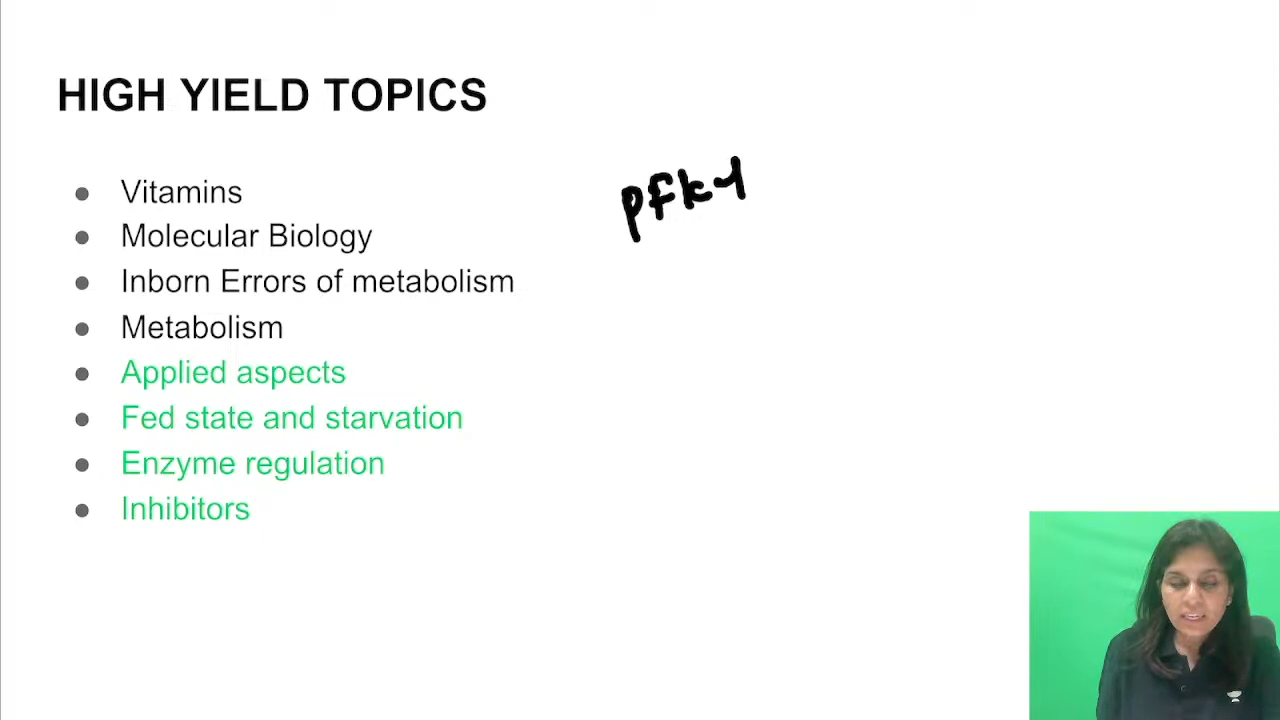 HIGH YIELD TOPICS
● Vitamins
● Molecular Biology
● Inborn Errors of metabolism
● Metabolism
● Applied aspects
● Fed state and starvation
● Enzyme regulation
● Inhibitors
PFK-1